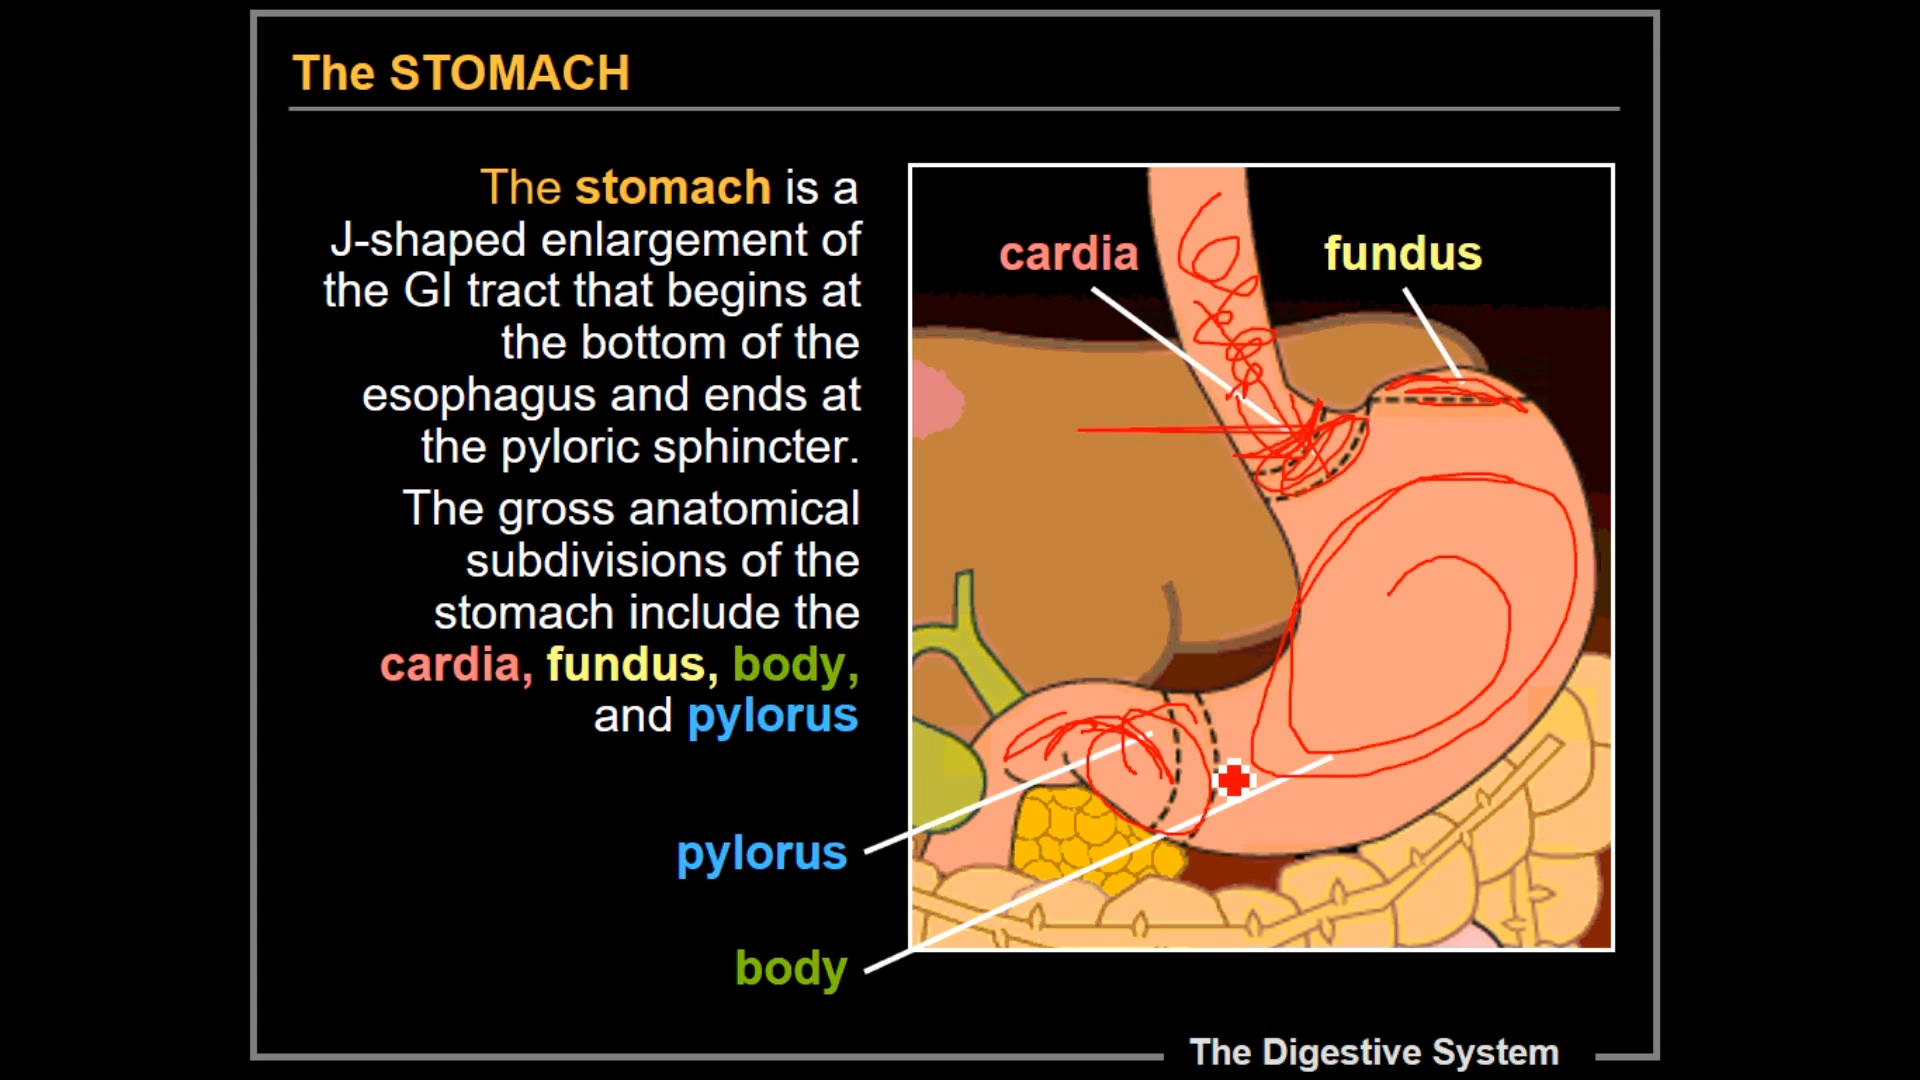 The STOMACH
The stomach is a
J-shaped enlargement of
the GI tract that begins at
the bottom of the
esophagus and ends at
the pyloric sphincter.
The gross anatomical
subdivisions of the
stomach include the
cardia, fundus, body,
and pylorus
cardia
fundus
pylorus
body
The Digestive System